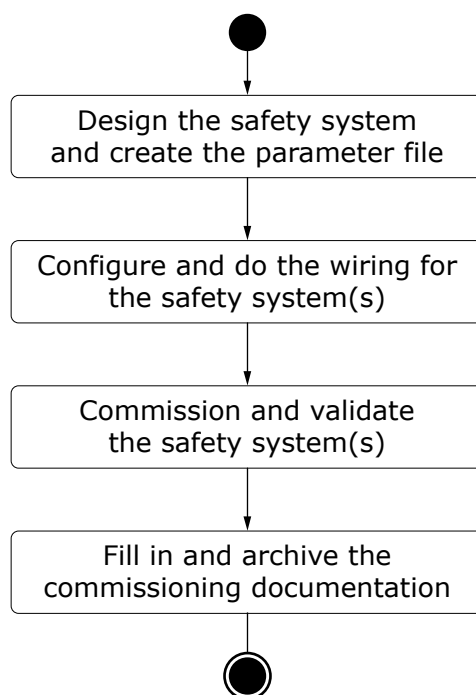 Design the safety system
and create the parameter file
Configure and do the wiring for
the safety system(s)
Commission and validate
the safety system(s)
Fill in and archive the
commissioning documentation